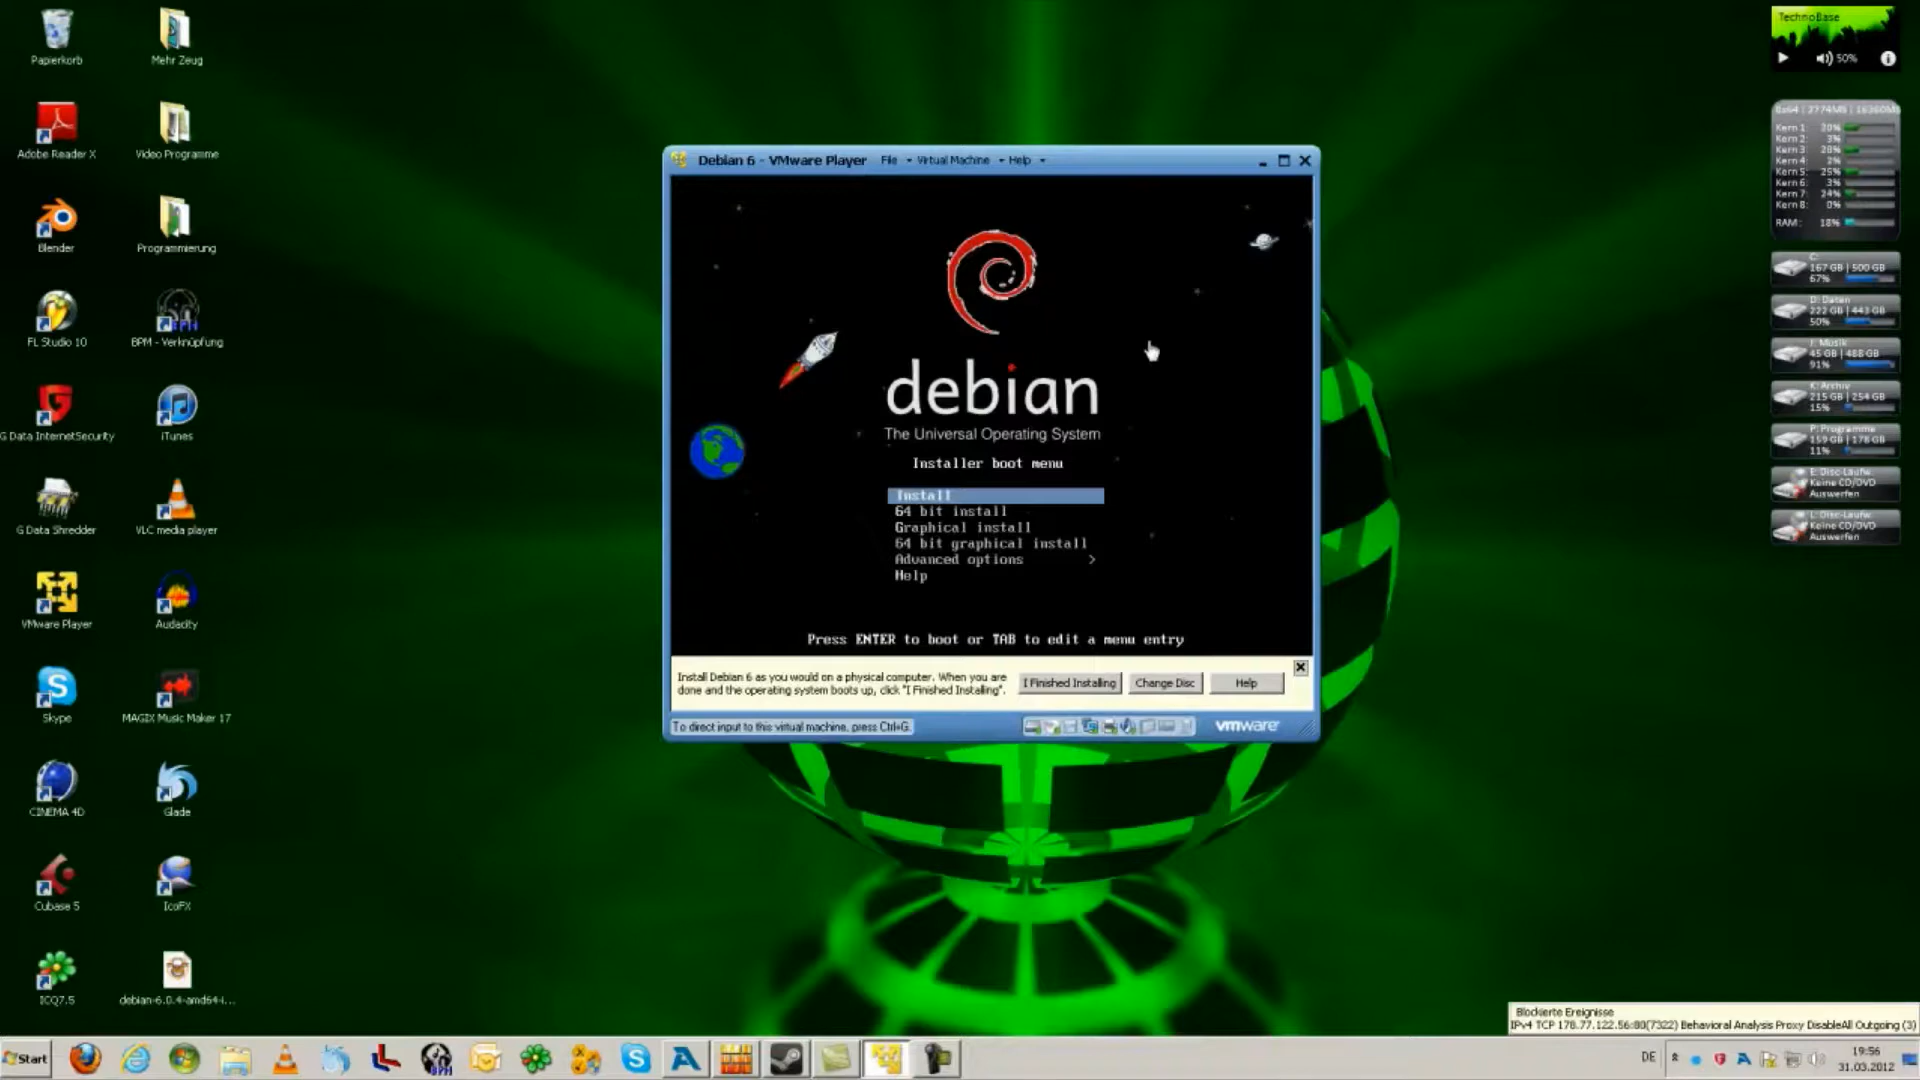 Papierkorb
Mehr Zeug
Adobe Reader X
Video Programme
Blender
Programmierung
FL Studio 10
BPM - Verknüpfung
G Data InternetSecurity
iTunes
G Data Shredder
VLC media player
VMware Player
Audacity
Skype
MAGIX Music Maker 17
CINEMA 4D
Glade
Cubase 5
IcoFX
ICQ7.5
debian-6.0.4-amd64-i...
Debian 6 - VMware Player File Virtual Machine Help
debian
The Universal Operating System
Installer boot menu
Install
64 bit install
Graphical install
64 bit graphical install
Advanced options >
Help
Press ENTER to boot or TAB to edit a menu entry
Install Debian 6 as you would on a physical computer. When you are
done and the operating system boots up, click "I Finished Installing".
I Finished Installing Change Disc Help
To direct input to this virtual machine, press Ctrl+G.
vmware
TechnoBase
50%
Kern 1: 20%
Kern 2: 3%
Kern 3: 28%
Kern 4: 2%
Kern 5: 25%
Kern 6: 3%
Kern 7: 24%
Kern 8: 0%
RAM: 18%
C:
167 GB | 500 GB
67%
D: Daten
222 GB | 443 GB
50%
J: Musik
45 GB | 488 GB
91%
K: Archiv
215 GB | 254 GB
15%
P: Programme
159 GB | 178 GB
11%
E: Disc-Laufw.
Keine CD/DVD
Auswerfen
L: Disc-Laufw.
Keine CD/DVD
Auswerfen
Blockierte Ereignisse
IPv4 TCP 178.77.122.56:80(7322) Behavioral Analysis Proxy DisableAll Outgoing (3)
Start
DE
19:56
31.03.2012